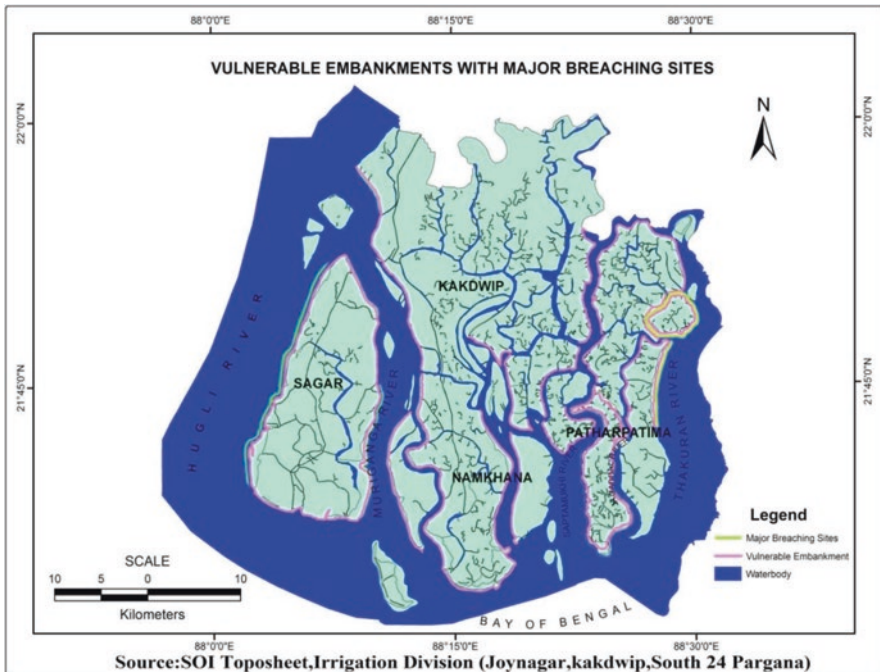 88°0'0"E 88°15'0"E 88°30'0"E
VULNERABLE EMBANKMENTS WITH MAJOR BREACHING SITES
N
22°0'0"N 22°0'0"N
KAKDWIP
HUGLI RIVER
SAGAR
MURIGANGA RIVER
21°45'0"N 21°45'0"N
THAKURAN RIVER
PATHARPATIMA
NAMKHANA
SAPTAMUKHI RIVER
Legend
Major Breaching Sites
Vulnerable Embankment
Waterbody
SCALE
10 5 0 10
Kilometers
BAY OF BENGAL
88°0'0"E 88°15'0"E 88°30'0"E
Source:SOI Toposheet,Irrigation Division (Joynagar,kakdwip,South 24 Pargana)